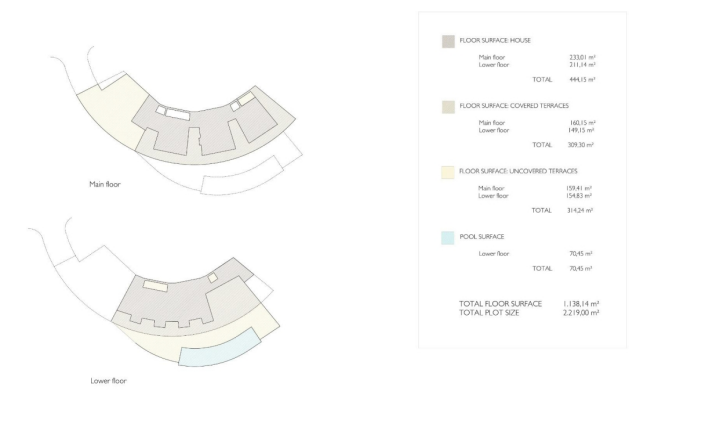 Main floor
Lower floor
FLOOR SURFACE: HOUSE
Main floor 233,01 m²
Lower floor 211,14 m²
TOTAL 444,15 m²
FLOOR SURFACE: COVERED TERRACES
Main floor 160,15 m²
Lower floor 149,15 m²
TOTAL 309,30 m²
FLOOR SURFACE: UNCOVERED TERRACES
Main floor 159,41 m²
Lower floor 154,83 m²
TOTAL 314,24 m²
POOL SURFACE
Lower floor 70,45 m²
TOTAL 70,45 m²
TOTAL FLOOR SURFACE 1.138,14 m²
TOTAL PLOT SIZE 2.219,00 m²